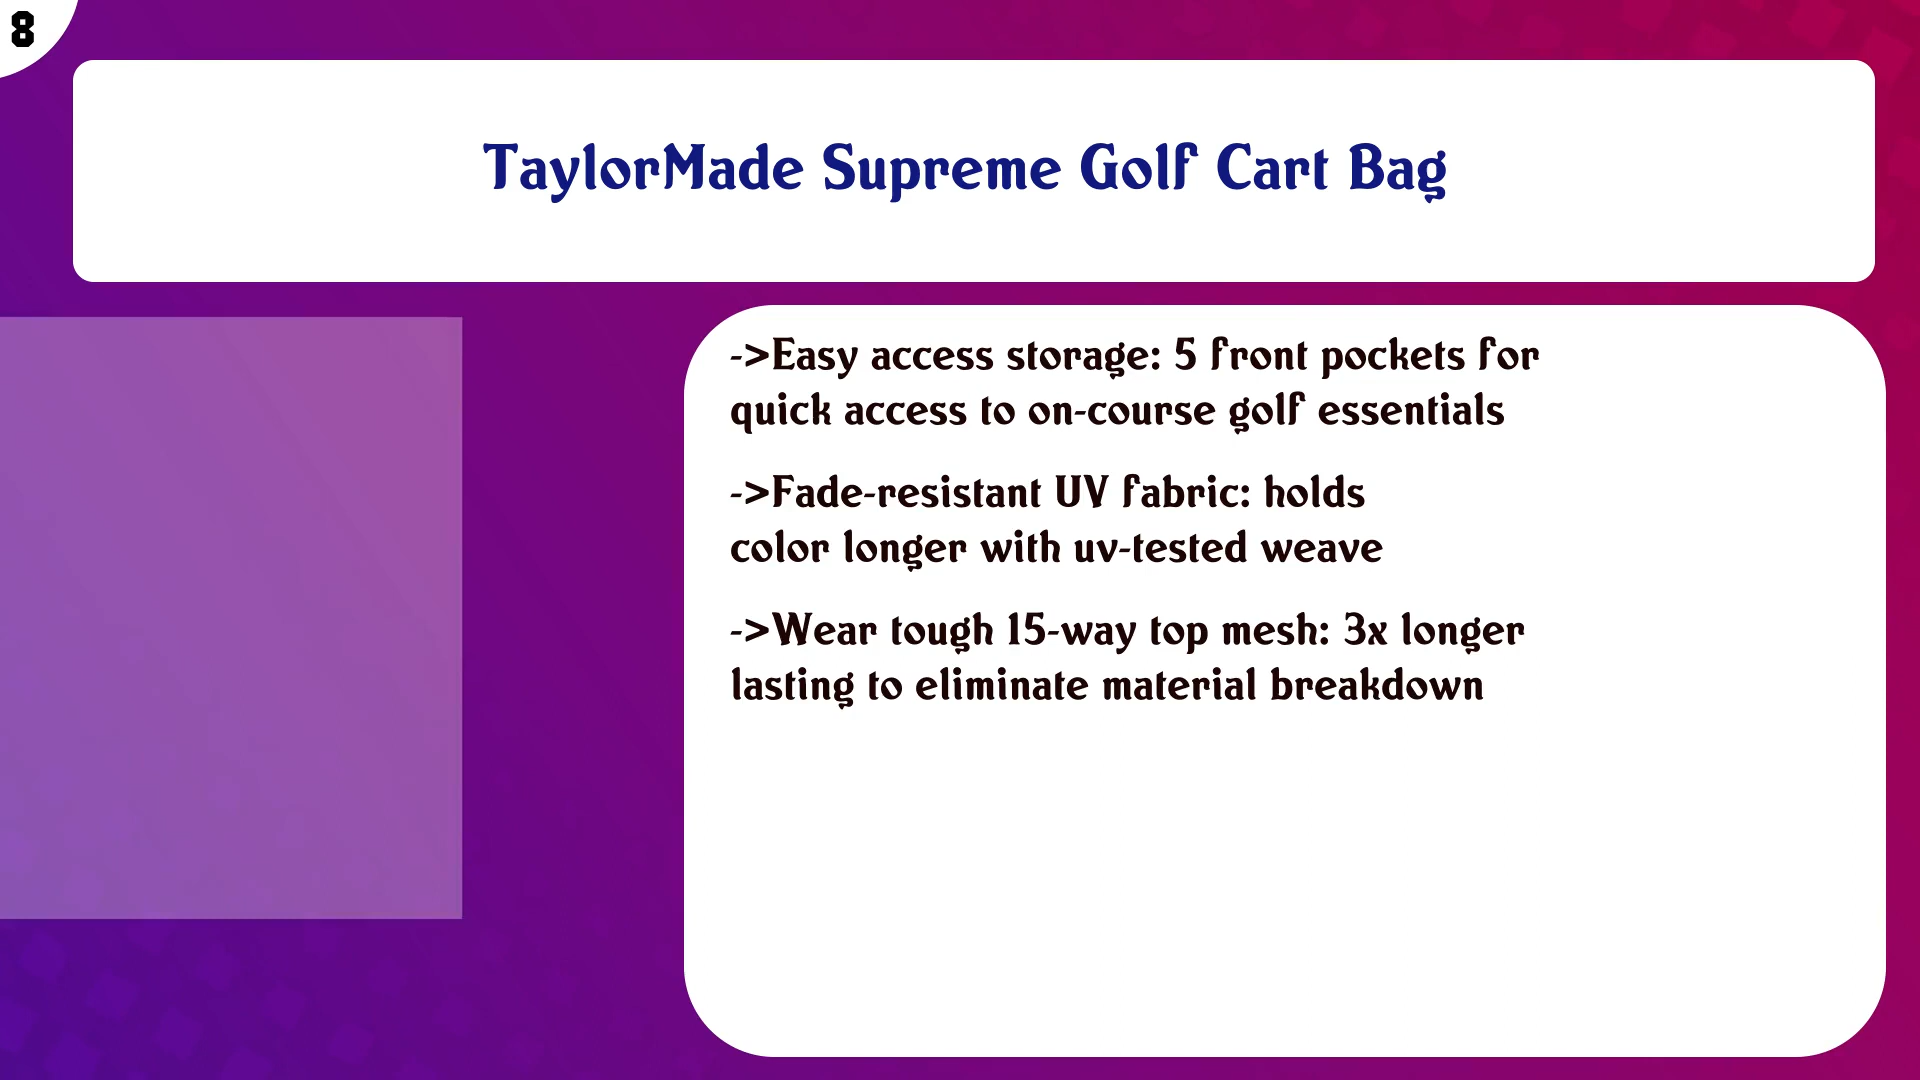 8
TaylorMade Supreme Golf Cart Bag
->Easy access storage: 5 front pockets for
quick access to on-course golf essentials
->Fade-resistant UV fabric: holds
color longer with uv-tested weave
->Wear tough 15-way top mesh: 3x longer
lasting to eliminate material breakdown